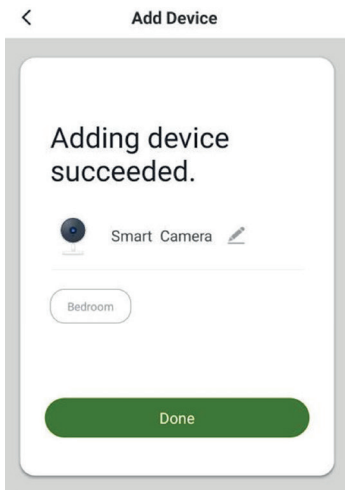 Add Device
Adding device
succeeded.
Smart Camera
Bedroom
Done